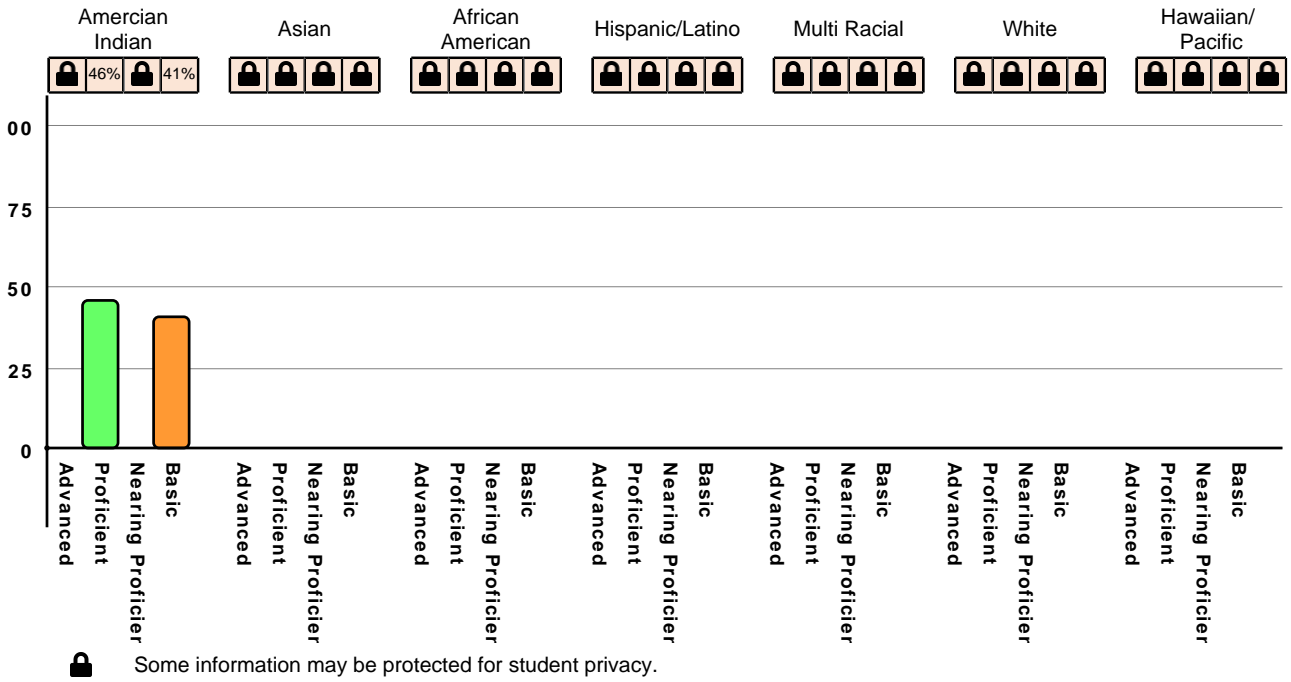 Amercian
Indian
Asian
African
American
Hispanic/Latino
Multi Racial
White
Hawaiian/
Pacific
46%
41%
00
75
50
25
0
Advanced
Proficient
Nearing Proficier
Basic
Advanced
Proficient
Nearing Proficier
Basic
Advanced
Proficient
Nearing Proficier
Basic
Advanced
Proficient
Nearing Proficier
Basic
Advanced
Proficient
Nearing Proficier
Basic
Advanced
Proficient
Nearing Proficier
Basic
Advanced
Proficient
Nearing Proficier
Basic
Some information may be protected for student privacy.